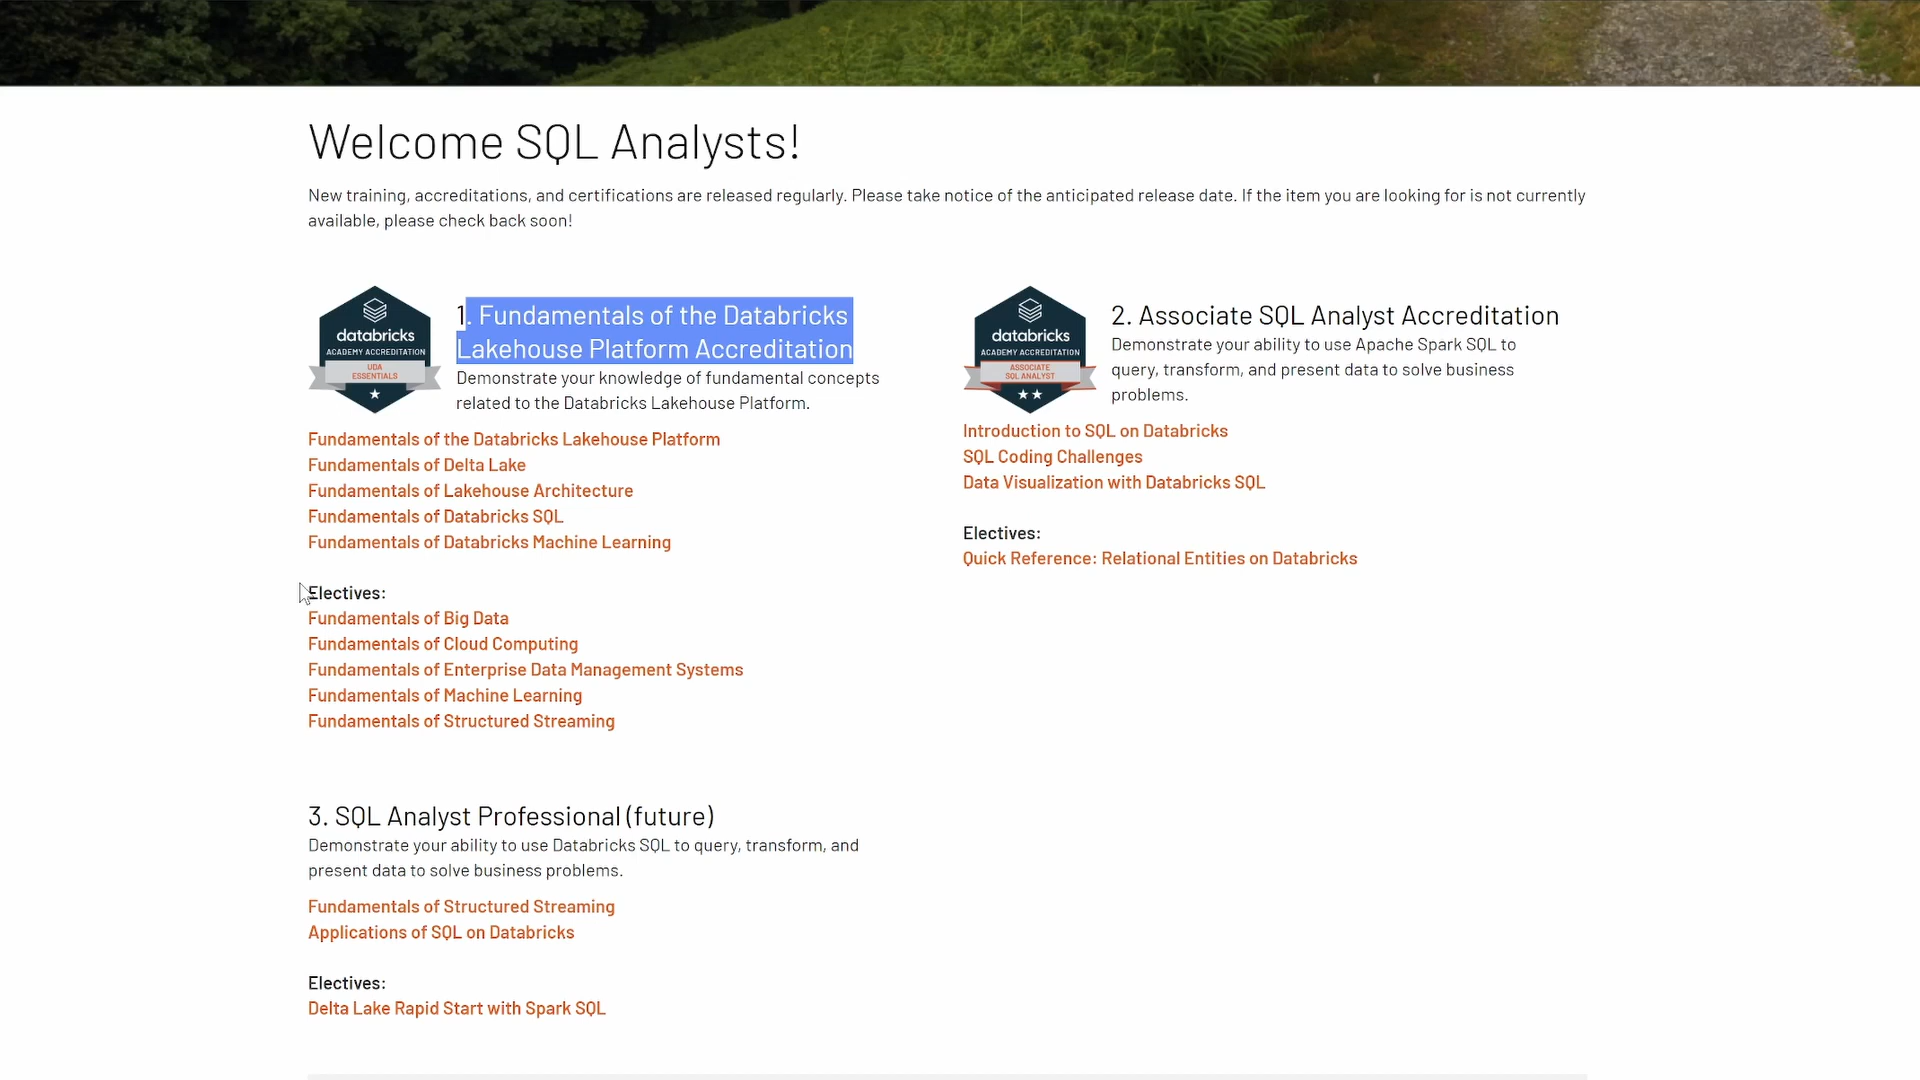 Welcome SQL Analysts!
New training, accreditations, and certifications are released regularly. Please take notice of the anticipated release date. If the item you are looking for is not currently
available, please check back soon!
databricks
ACADEMY ACCREDITATION
UDA
ESSENTIALS
1. Fundamentals of the Databricks
Lakehouse Platform Accreditation
Demonstrate your knowledge of fundamental concepts
related to the Databricks Lakehouse Platform.
Fundamentals of the Databricks Lakehouse Platform
Fundamentals of Delta Lake
Fundamentals of Lakehouse Architecture
Fundamentals of Databricks SQL
Fundamentals of Databricks Machine Learning
Electives:
Fundamentals of Big Data
Fundamentals of Cloud Computing
Fundamentals of Enterprise Data Management Systems
Fundamentals of Machine Learning
Fundamentals of Structured Streaming
databricks
ACADEMY ACCREDITATION
ASSOCIATE
SQL ANALYST
2. Associate SQL Analyst Accreditation
Demonstrate your ability to use Apache Spark SQL to
query, transform, and present data to solve business
problems.
Introduction to SQL on Databricks
SQL Coding Challenges
Data Visualization with Databricks SQL
Electives:
Quick Reference: Relational Entities on Databricks
3. SQL Analyst Professional (future)
Demonstrate your ability to use Databricks SQL to query, transform, and
present data to solve business problems.
Fundamentals of Structured Streaming
Applications of SQL on Databricks
Electives:
Delta Lake Rapid Start with Spark SQL